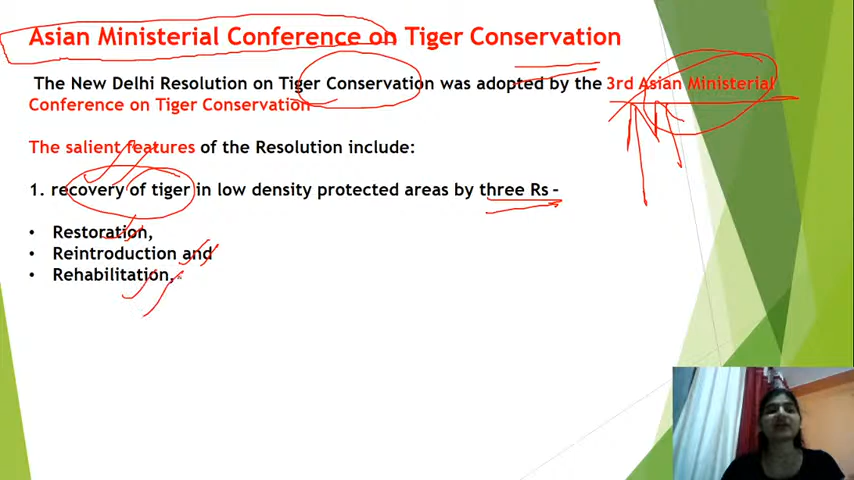 Asian Ministerial Conference on Tiger Conservation
The New Delhi Resolution on Tiger Conservation was adopted by the 3rd Asian Ministerial
Conference on Tiger Conservation
The salient features of the Resolution include:
1. recovery of tiger in low density protected areas by three Rs –
• Restoration,
• Reintroduction and
• Rehabilitation,